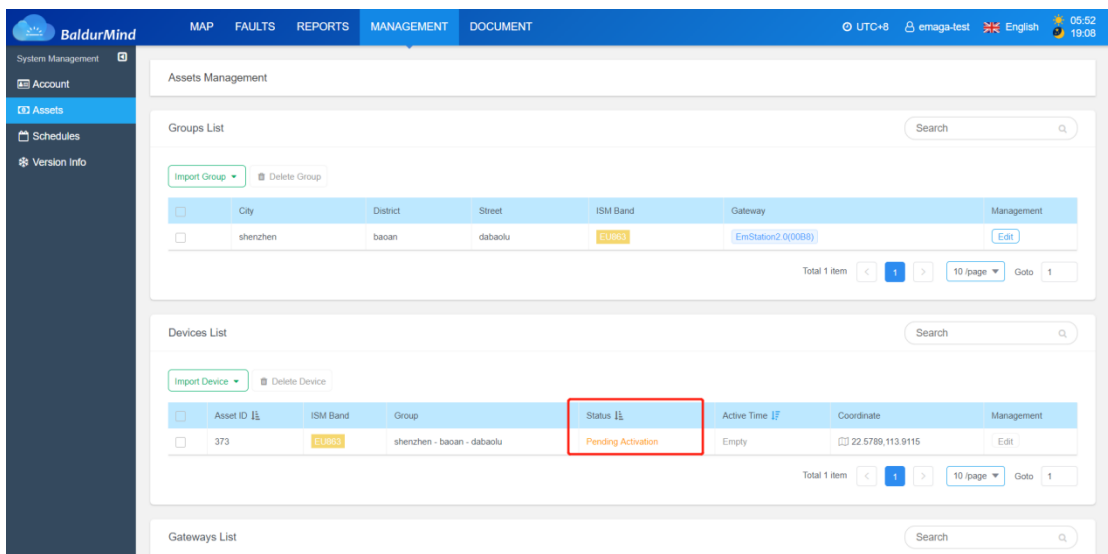 BaldurMind MAP FAULTS REPORTS MANAGEMENT DOCUMENT UTC+8 emaga-test English 05:52
19:08
System Management
Account
Assets
Schedules
Version Info
Assets Management
Groups List Search
Import Group Delete Group
City District Street ISM Band Gateway Management
shenzhen baoan dabaolu EU863 EmStation2.0(00B8) Edit
Total 1 item < 1 > 10 /page Goto 1
Devices List Search
Import Device Delete Device
Asset ID ISM Band Group Status Active Time Coordinate Management
373 EU863 shenzhen - baoan - dabaolu Pending Activation Empty 22.5789,113.9115 Edit
Total 1 item < 1 > 10 /page Goto 1
Gateways List Search